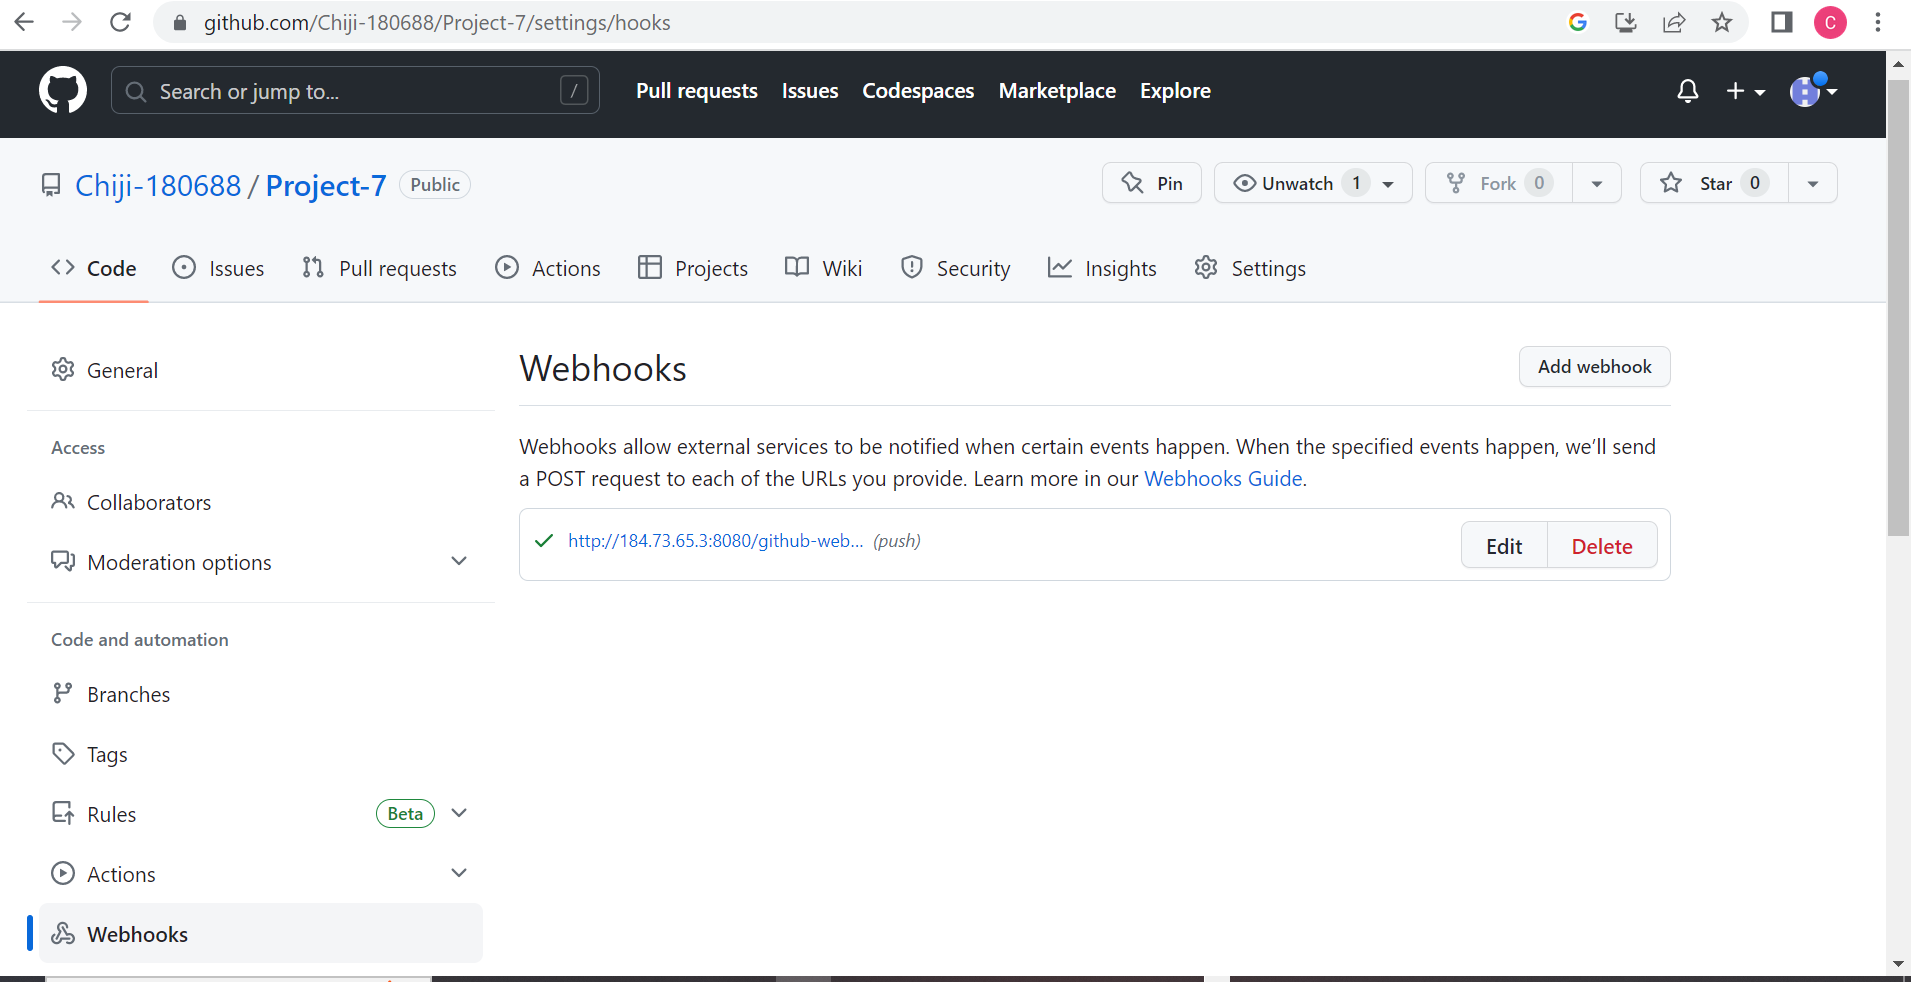 github.com/Chiji-180688/Project-7/settings/hooks
C
Search or jump to...
/
Pull requests Issues Codespaces Marketplace Explore
Chiji-180688 / Project-7 Public
Pin
Unwatch 1
Fork 0
Star 0
Code Issues Pull requests Actions Projects Wiki Security Insights Settings
General
Access
Collaborators
Moderation options
Code and automation
Branches
Tags
Rules Beta
Actions
Webhooks
Webhooks
Add webhook
Webhooks allow external services to be notified when certain events happen. When the specified events happen, we’ll send
a POST request to each of the URLs you provide. Learn more in our Webhooks Guide.
http://184.73.65.3:8080/github-web... (push)
Edit Delete